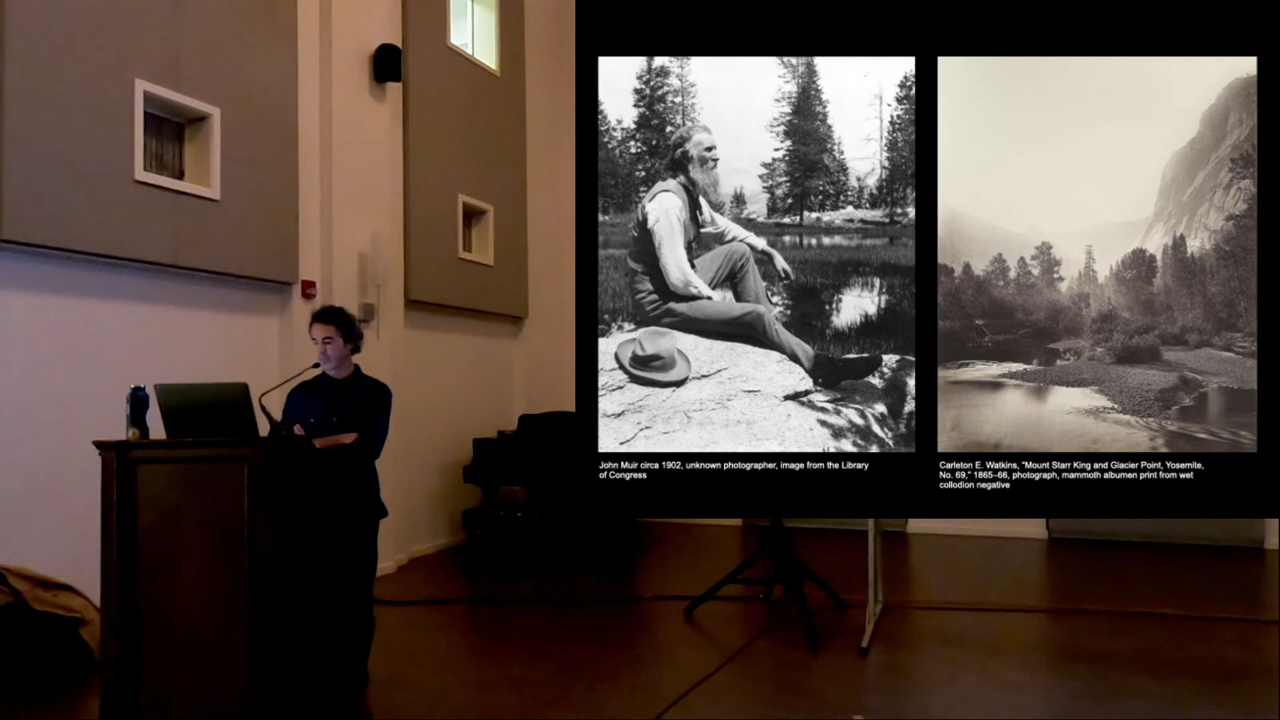 John Muir circa 1902, unknown photographer, image from the Library
of Congress
Carleton E. Watkins, "Mount Starr King and Glacier Point, Yosemite,
No. 69," 1865–66, photograph, mammoth albumen print from wet
collodion negative